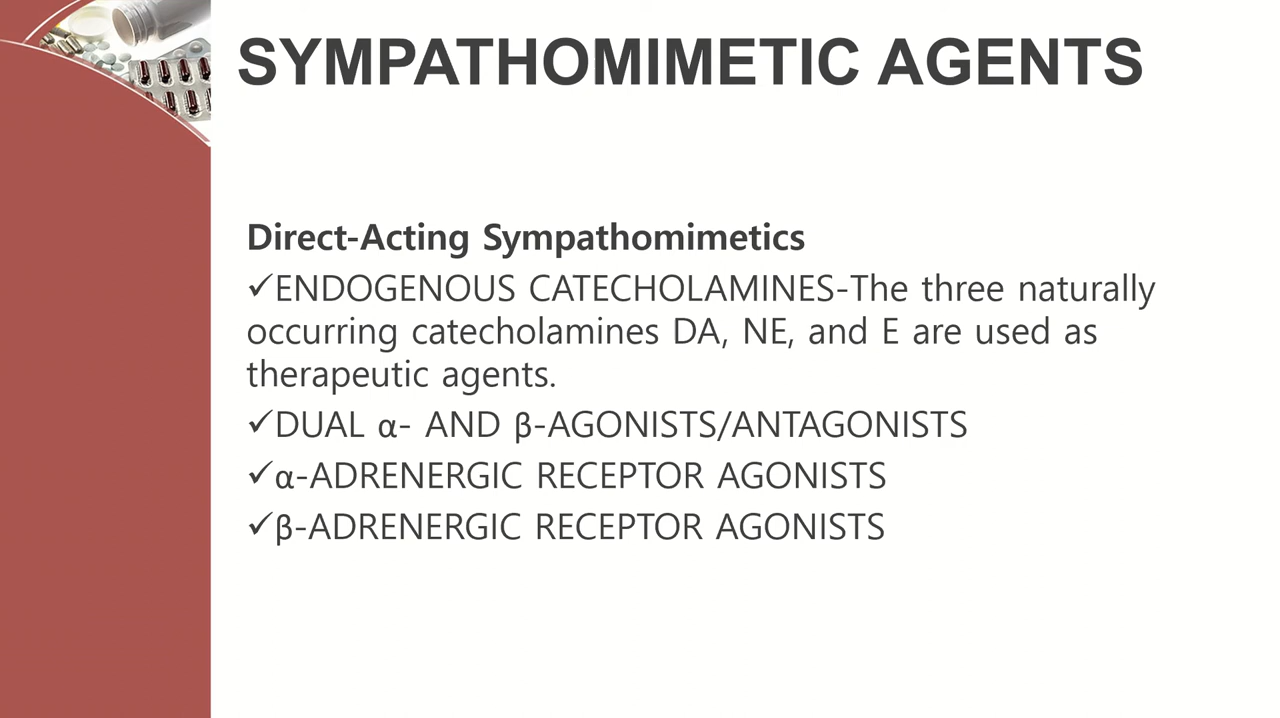 SYMPATHOMIMETIC AGENTS
Direct-Acting Sympathomimetics
✓ENDOGENOUS CATECHOLAMINES-The three naturally
occurring catecholamines DA, NE, and E are used as
therapeutic agents.
✓DUAL α- AND β-AGONISTS/ANTAGONISTS
✓α-ADRENERGIC RECEPTOR AGONISTS
✓β-ADRENERGIC RECEPTOR AGONISTS